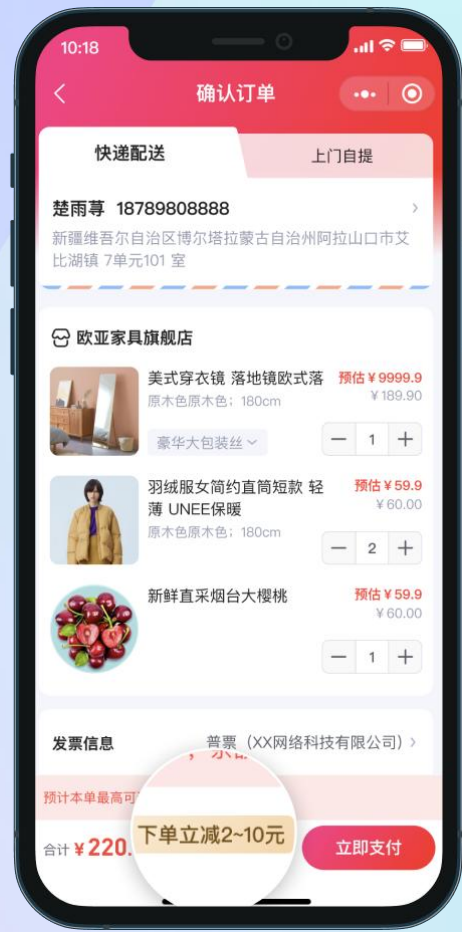 10:18
确认订单
快递配送
上门自提
楚雨荨 18789808888
新疆维吾尔自治区博尔塔拉蒙古自治州阿拉山口市艾
比湖镇 7单元101 室
欧亚家具旗舰店
美式穿衣镜 落地镜欧式落
预估¥9999.9
原木色原木色；180cm
¥189.90
豪华大包装丝
1
羽绒服女简约直筒短款 轻
薄 UNEE保暖
预估¥59.9
¥60.00
原木色原木色；180cm
2
新鲜直采烟台大樱桃
预估¥59.9
¥60.00
1
发票信息
普票（XX网络科技有限公司）
预计本单最高可
下单立减2~10元
合计 ¥220.
立即支付